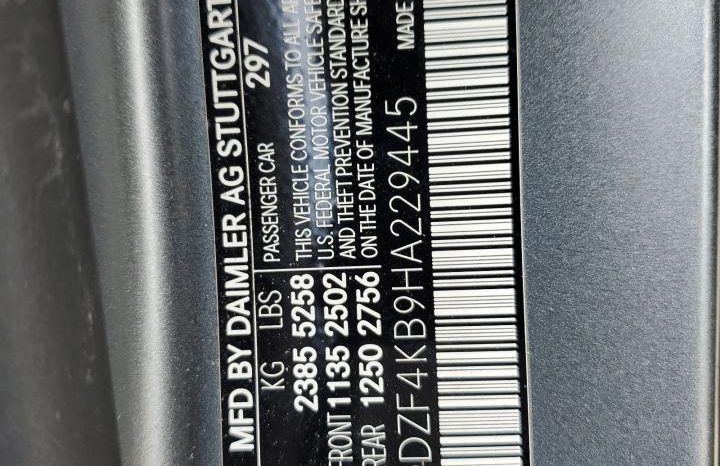 MFD BY DAIMLER AG STUTTGART
297
KG LBS PASSENGER CAR
2385 5258 THIS VEHICLE CONFORMS TO ALL
FRONT 1135 2502 U.S. FEDERAL MOTOR VEHICLE
REAR 1250 2756 AND THEFT PREVENTION STANDARD
ON THE DATE OF MANUFACTURE
MADE
DZF4KB9HA229445